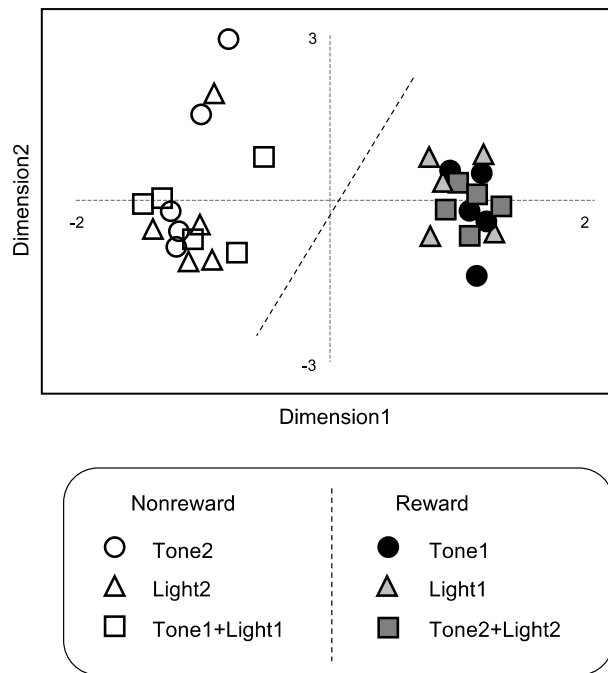 3
Dimension2
-2
2
-3
Dimension1
Nonreward
Reward
Tone2
Tone1
Light2
Light1
Tone1+Light1
Tone2+Light2